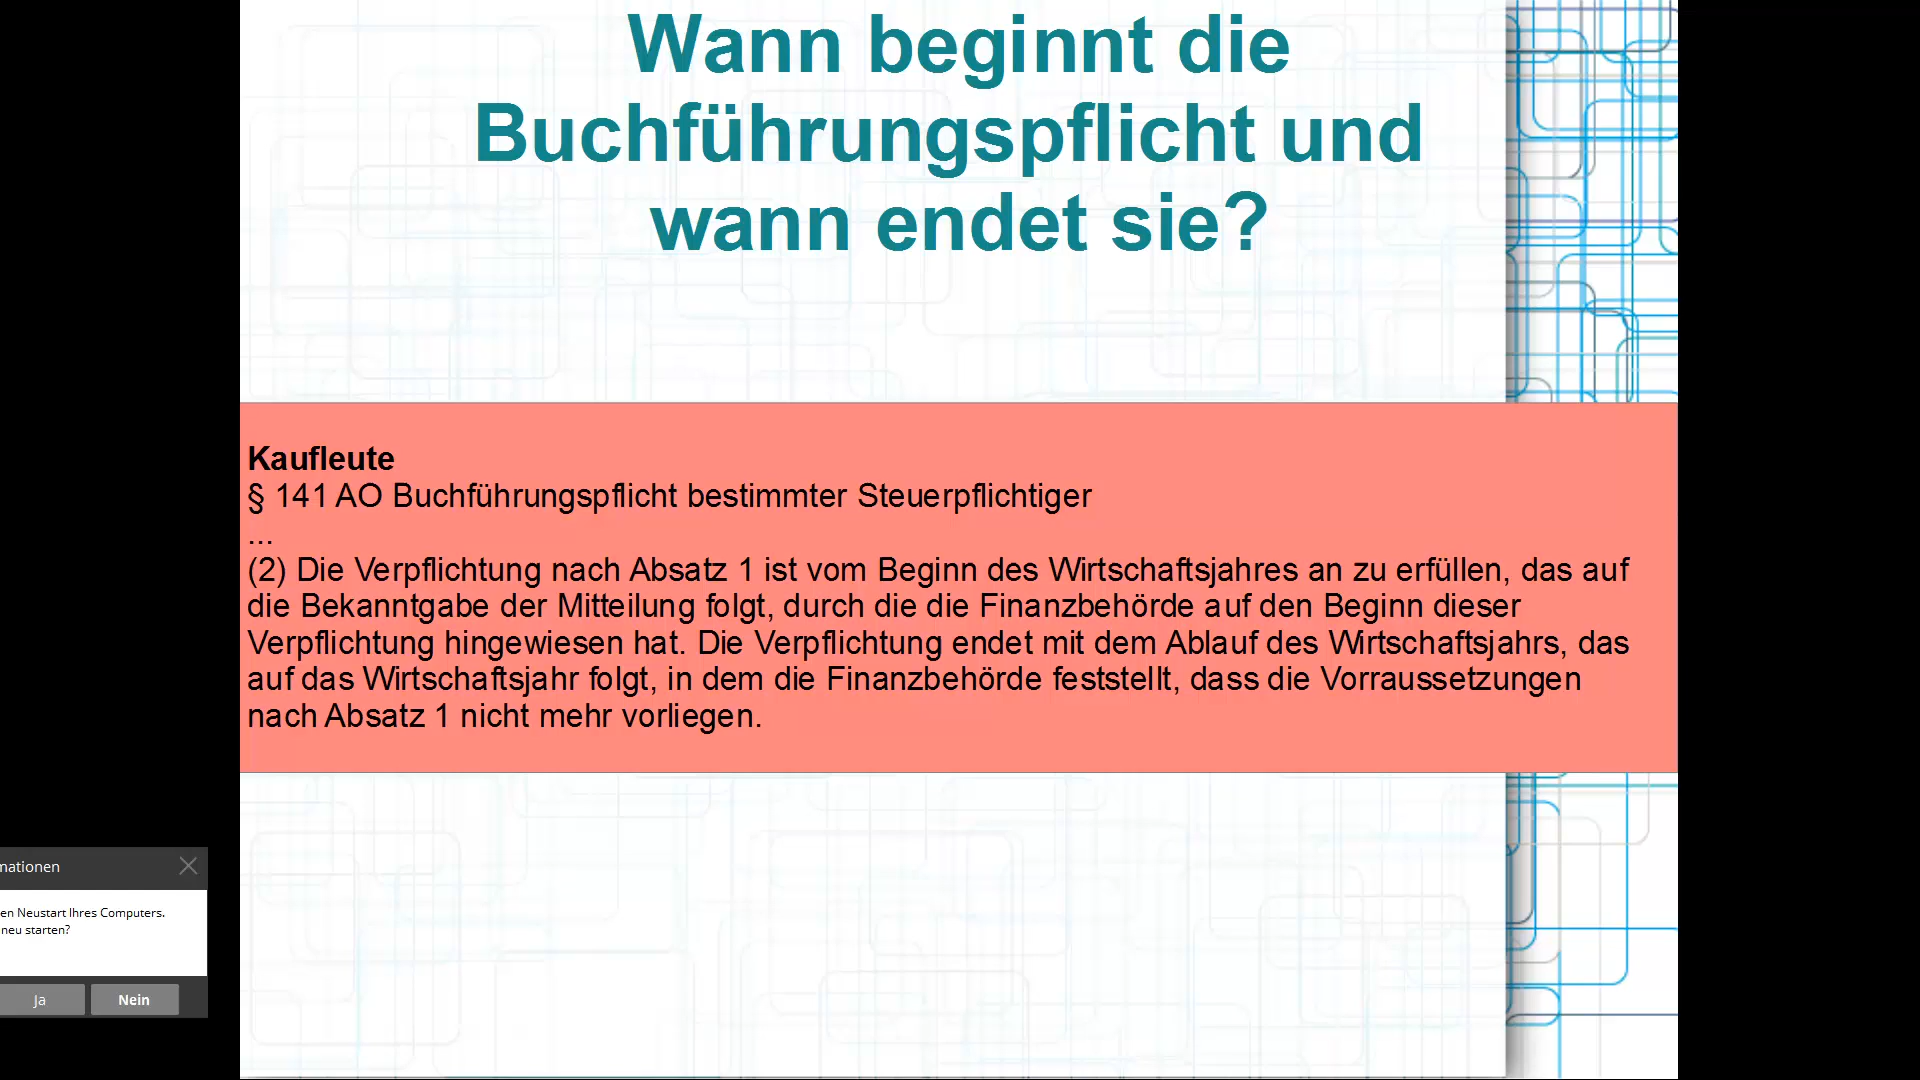 Wann beginnt die
Buchführungspflicht und
wann endet sie?
Kaufleute
§ 141 AO Buchführungspflicht bestimmter Steuerpflichtiger
...
(2) Die Verpflichtung nach Absatz 1 ist vom Beginn des Wirtschaftsjahres an zu erfüllen, das auf
die Bekanntgabe der Mitteilung folgt, durch die die Finanzbehörde auf den Beginn dieser
Verpflichtung hingewiesen hat. Die Verpflichtung endet mit dem Ablauf des Wirtschaftsjahrs, das
auf das Wirtschaftsjahr folgt, in dem die Finanzbehörde feststellt, dass die Vorraussetzungen
nach Absatz 1 nicht mehr vorliegen.
mationen
en Neustart Ihres Computers.
neu starten?
Ja
Nein